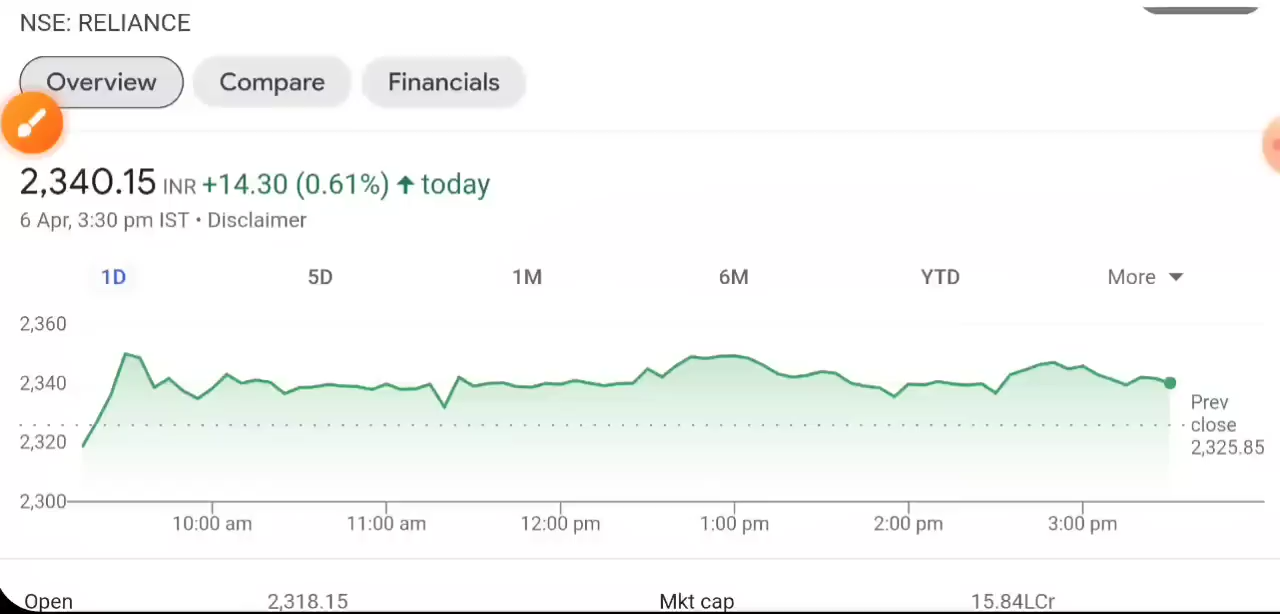 NSE: RELIANCE
Overview Compare Financials
2,340.15 INR +14.30 (0.61%) ↑ today
6 Apr, 3:30 pm IST • Disclaimer
1D 5D 1M 6M YTD More
2,360
2,340
2,320
2,300
Prev
close
2,325.85
10:00 am 11:00 am 12:00 pm 1:00 pm 2:00 pm 3:00 pm
Open 2,318.15 Mkt cap 15.84LCr